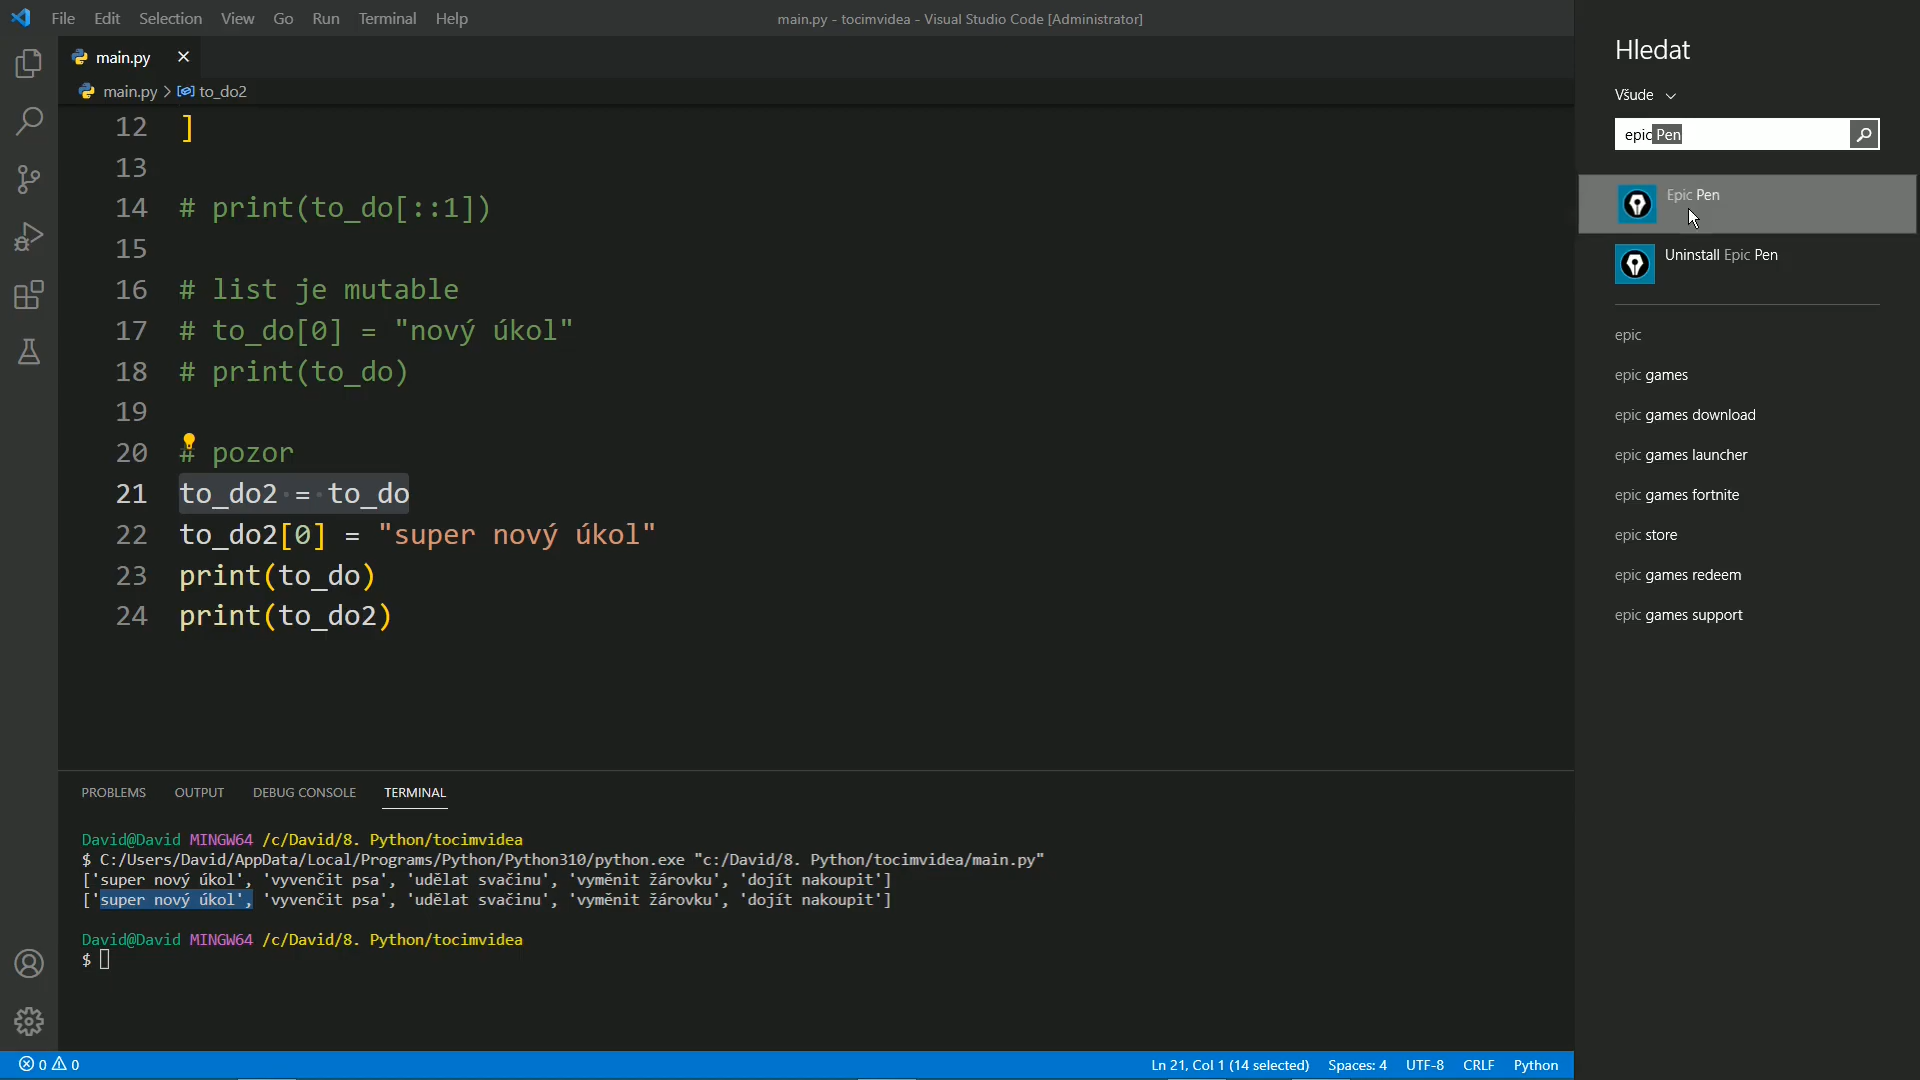 File Edit Selection View Go Run Terminal Help
main.py - tocimvidea - Visual Studio Code [Administrator]
main.py
main.py > to_do2
12 ]
13
14 # print(to_do[::1])
15
16 # list je mutable
17 # to_do[0] = "nový úkol"
18 # print(to_do)
19
20 # pozor
21 to_do2 = to_do
22 to_do2[0] = "super nový úkol"
23 print(to_do)
24 print(to_do2)
PROBLEMS OUTPUT DEBUG CONSOLE TERMINAL
David@David MINGW64 /c/David/8. Python/tocimvidea
$ C:/Users/David/AppData/Local/Programs/Python/Python310/python.exe "c:/David/8. Python/tocimvidea/main.py"
['super nový úkol', 'vyvenčit psa', 'udělat svačinu', 'vyměnit žárovku', 'dojít nakoupit']
['super nový úkol', 'vyvenčit psa', 'udělat svačinu', 'vyměnit žárovku', 'dojít nakoupit']
David@David MINGW64 /c/David/8. Python/tocimvidea
$
0 0
Ln 21, Col 1 (14 selected) Spaces: 4 UTF-8 CRLF Python
Hledat
Všude
epic Pen
Epic Pen
Uninstall Epic Pen
epic
epic games
epic games download
epic games launcher
epic games fortnite
epic store
epic games redeem
epic games support